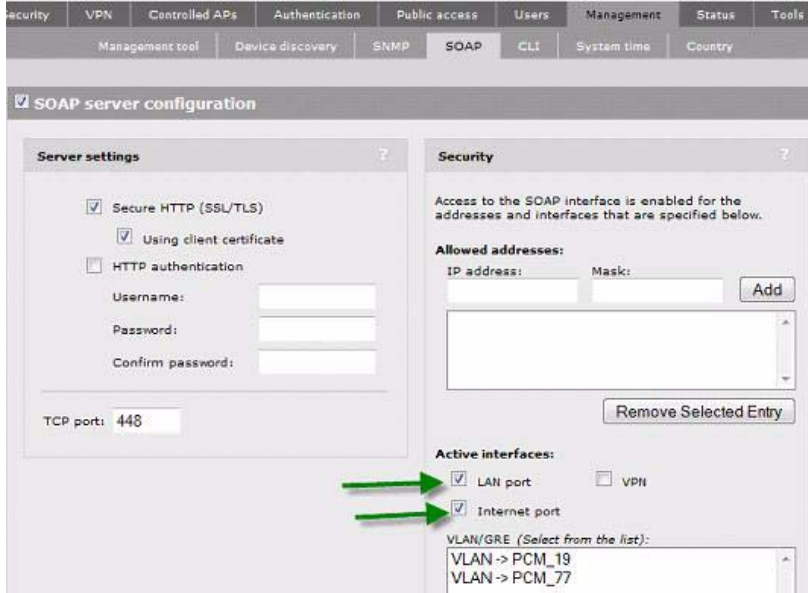 ecurity VPN Controlled APs Authentication Public access Users Management Status Tools
Management tool Device discovery SNMP SOAP CLI System time Country
SOAP server configuration
Server settings ?
Secure HTTP (SSL/TLS)
Using client certificate
HTTP authentication
Username:
Password:
Confirm password:
TCP port: 448
Security ?
Access to the SOAP interface is enabled for the
addresses and interfaces that are specified below.
Allowed addresses:
IP address: Mask:
Add
Remove Selected Entry
Active interfaces:
LAN port VPN
Internet port
VLAN/GRE (Select from the list):
VLAN -> PCM_19
VLAN -> PCM_77